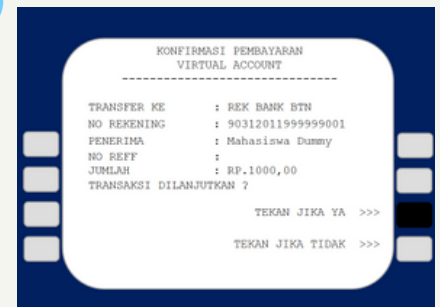 KONFIRMASI PEMBAYARAN
VIRTUAL ACCOUNT
------------------------------
TRANSFER KE : REK BANK BTN
NO REKENING : 90312011999999001
PENERIMA : Mahasiswa Dummy
NO REFF :
JUMLAH : RP.1000,00
TRANSAKSI DILANJUTKAN ?
TEKAN JIKA YA >>>
TEKAN JIKA TIDAK >>>